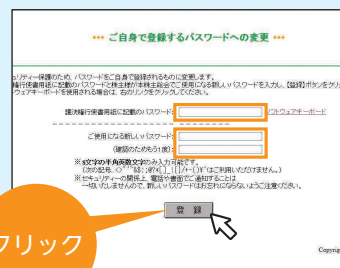 *** ご自身で登録するパスワードへの変更 ***
ュリティー保護のため、パスワードをご自身で登録されるものに変更します。
権行使書用紙に記載のパスワードと株主様が本株主総会でご使用になる新しいパスワードを入力し、【登録】ボタンをクリッ
ウェアキーボードを使用される場合は、右のリンクをクリックしてください。
議決権行使書用紙に記載のパスワード:
ソフトウェアキーボード
ご使用になる新しいパスワード:
(確認のためもう1度):
※8文字の半角英数字のみ入力可能です。
はご利用いただけません。)
※セキュリティーの関係上、電話や書面でご通知することは
一切いたしませんので、新しいパスワードはお忘れにならないようご注意ください。
登 録
クリック
Copyrig